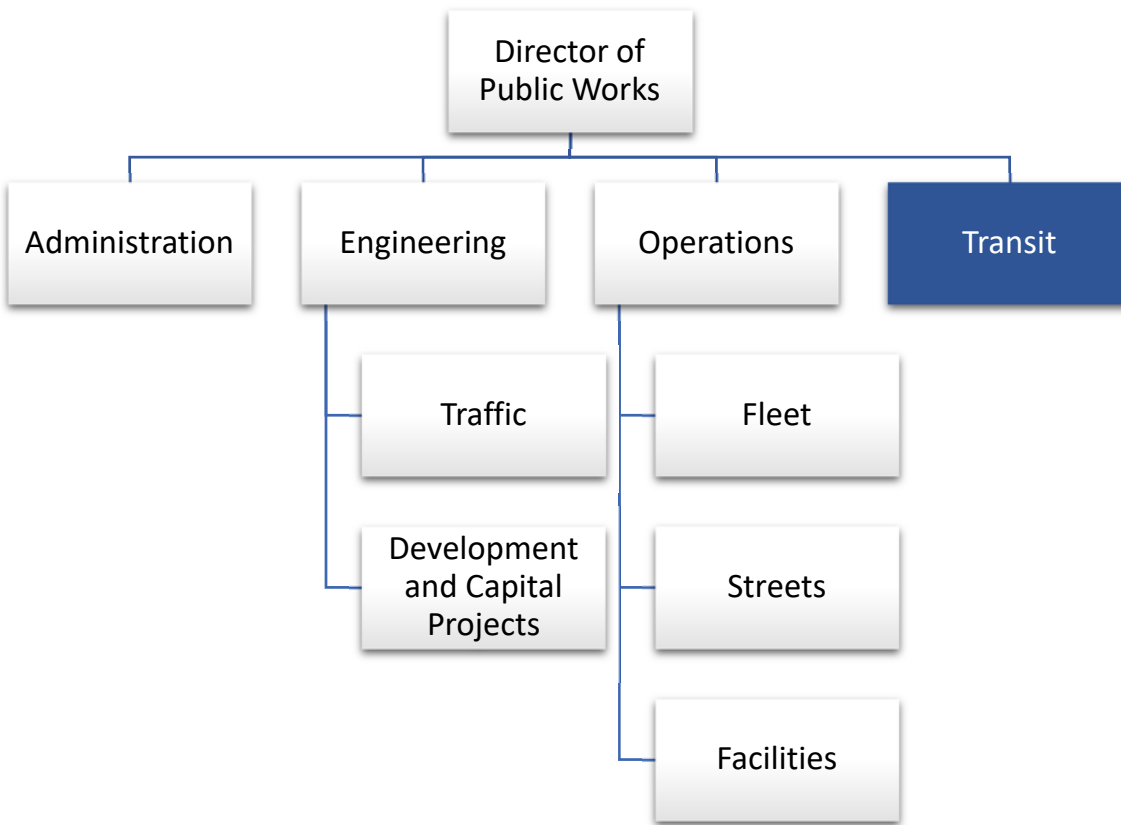 Director of
Public Works
Administration
Engineering
Operations
Transit
Traffic
Fleet
Development
and Capital
Projects
Streets
Facilities